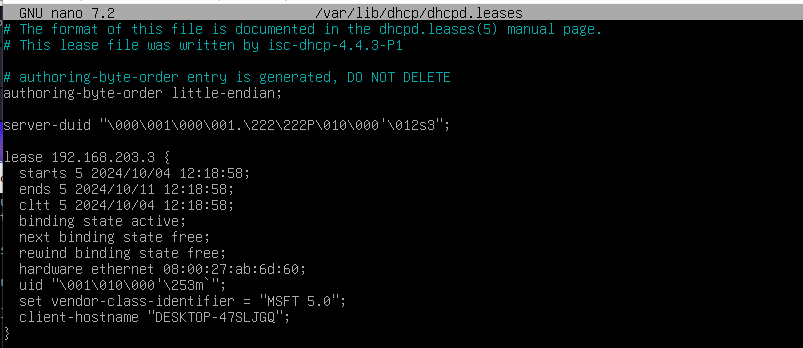 GNU nano 7.2 /var/lib/dhcp/dhcpd.leases
# The format of this file is documented in the dhcpd.leases(5) manual page.
# This lease file was written by isc-dhcp-4.4.3-P1
# authoring-byte-order entry is generated, DO NOT DELETE
authoring-byte-order little-endian;
server-duid "\000\001\000\001.\222\222P\010\000'\012s3";
lease 192.168.203.3 {
starts 5 2024/10/04 12:18:58;
ends 5 2024/10/11 12:18:58;
cltt 5 2024/10/04 12:18:58;
binding state active;
next binding state free;
rewind binding state free;
hardware ethernet 08:00:27:ab:6d:60;
uid "\001\010\000'\253m`";
set vendor-class-identifier = "MSFT 5.0";
client-hostname "DESKTOP-47SLJGQ";
}